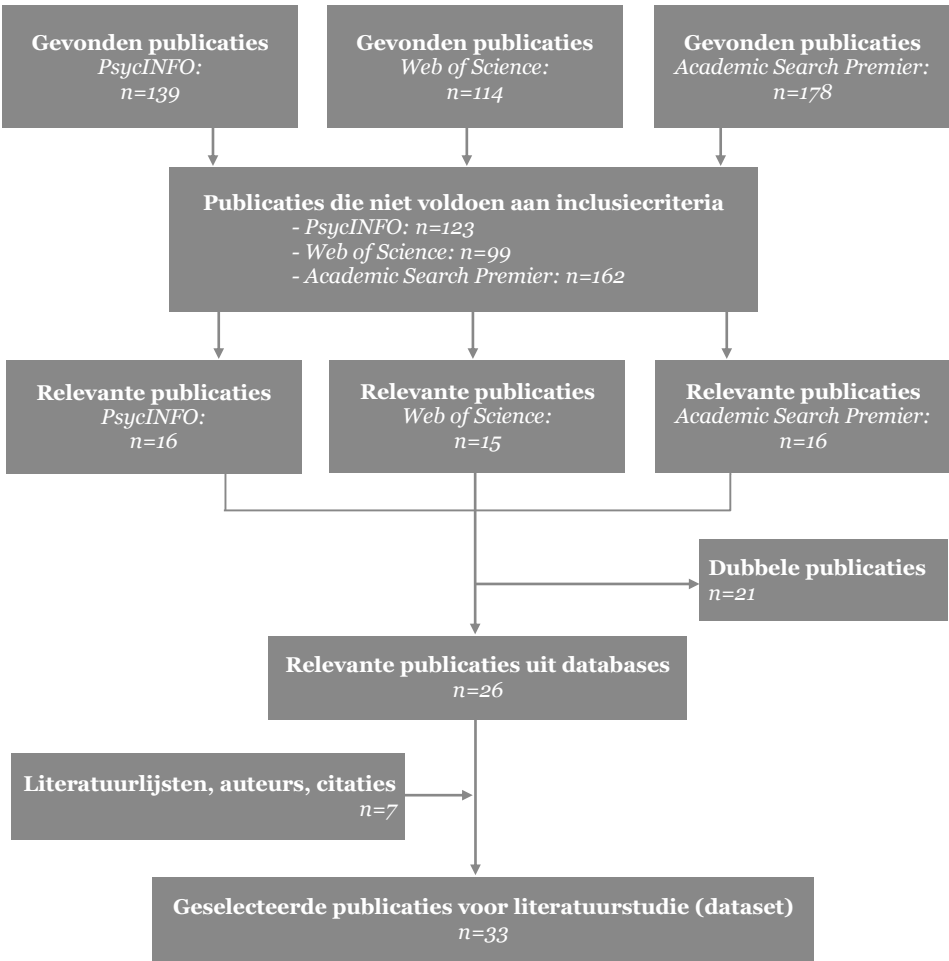 Gevonden publicaties
PsycINFO:
n=139
Gevonden publicaties
Web of Science:
n=114
Gevonden publicaties
Academic Search Premier:
n=178
Publicaties die niet voldoen aan inclusiecriteria
- PsycINFO: n=123
- Web of Science: n=99
- Academic Search Premier: n=162
Relevante publicaties
PsycINFO:
n=16
Relevante publicaties
Web of Science:
n=15
Relevante publicaties
Academic Search Premier:
n=16
Dubbele publicaties
n=21
Relevante publicaties uit databases
n=26
Literatuurlijsten, auteurs, citaties
n=7
Geselecteerde publicaties voor literatuurstudie (dataset)
n=33